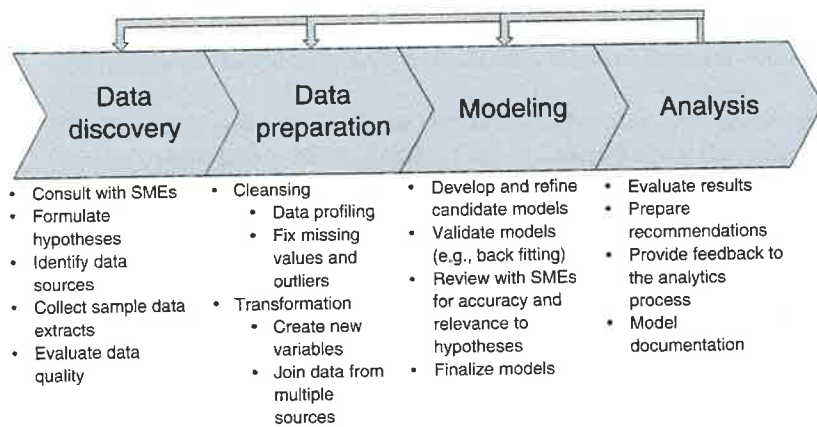 Data
discovery
Data
preparation
Modeling
Analysis
• Consult with SMEs
• Formulate
hypotheses
• Identify data
sources
• Collect sample data
extracts
• Evaluate data
quality
• Cleansing
• Data profiling
• Fix missing
values and
outliers
• Transformation
• Create new
variables
• Join data from
multiple
sources
• Develop and refine
candidate models
• Validate models
(e.g., back fitting)
• Review with SMEs
for accuracy and
relevance to
hypotheses
• Finalize models
• Evaluate results
• Prepare
recommendations
• Provide feedback to
the analytics
process
• Model
documentation